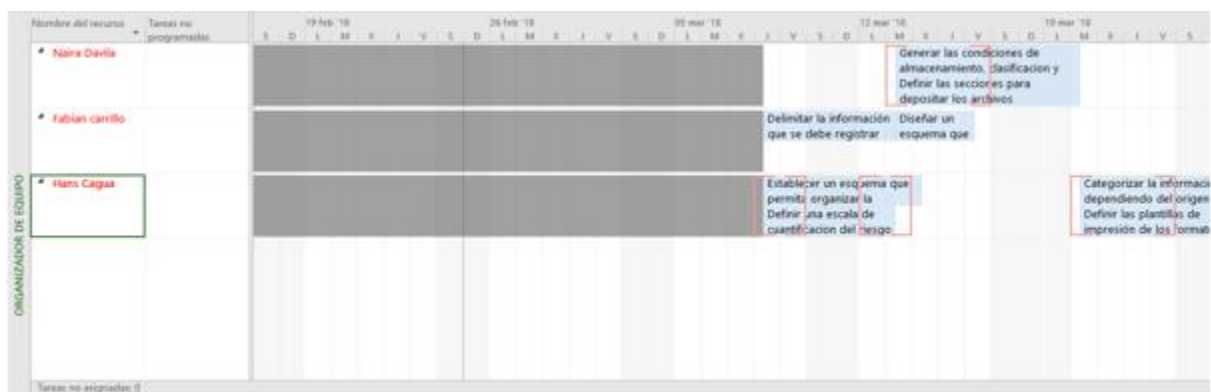 Nombre del recurso
Tareas no
programadas
19 feb '18
26 feb '18
05 mar '18
12 mar '18
19 mar '18
S D L M X J V S D L M X J V S D L M X J V S D L M X J V S D L M X J V S
Naira Davila
Generar las condiciones de
almacenamiento, clasificacion y
Definir las secciones para
depositar los archivos
Fabian carrillo
Delimitar la información
que se debe registrar
Diseñar un
esquema que
Hans Cagua
Establecer un esquema que
permita organizar la
Definir una escala de
cuantificacion del riesgo
Categorizar la informaci
dependiendo del origen
Definir las plantillas de
impresión de los format
ORGANIZADOR DE EQUIPO
Tareas no asignadas: 0